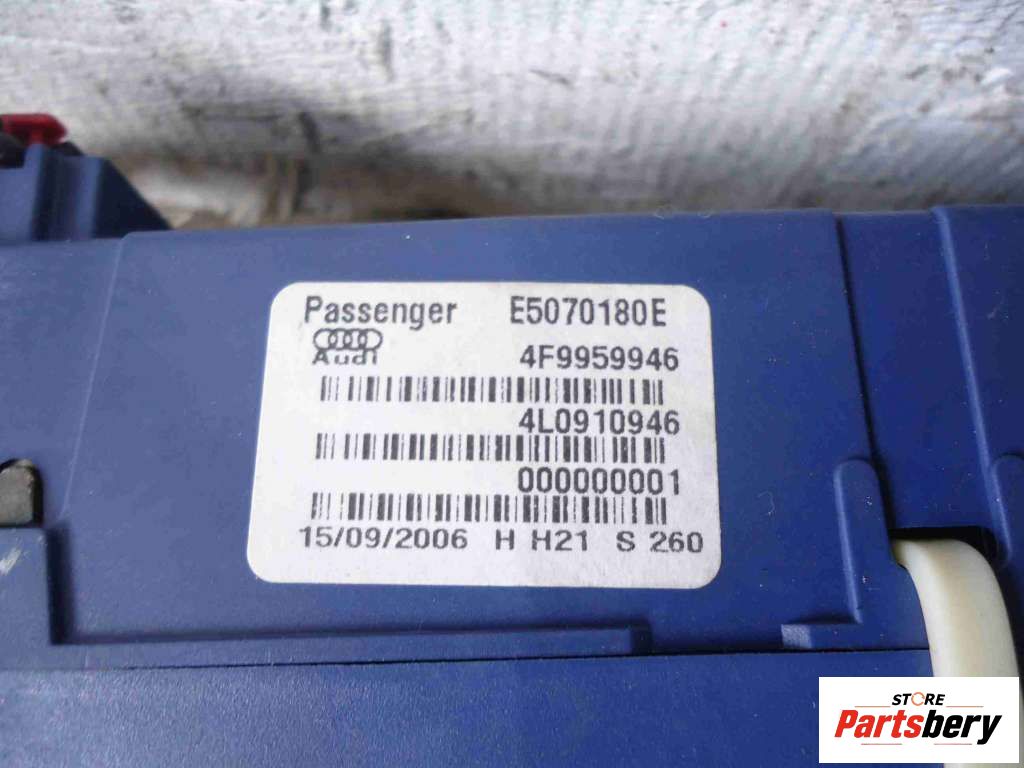 Passenger E5070180E
Audi 4F9959946
4L0910946
000000001
15/09/2006 H H21 S 260
STORE
Partsbery